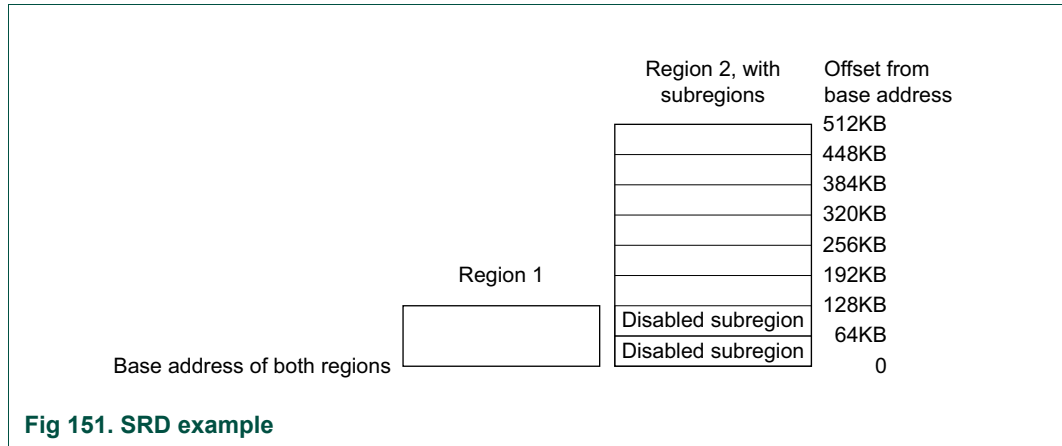 Region 2, with
subregions
Offset from
base address
512KB
448KB
384KB
320KB
256KB
192KB
Region 1
128KB
Disabled subregion
64KB
Disabled subregion
Base address of both regions
0
Fig 151. SRD example